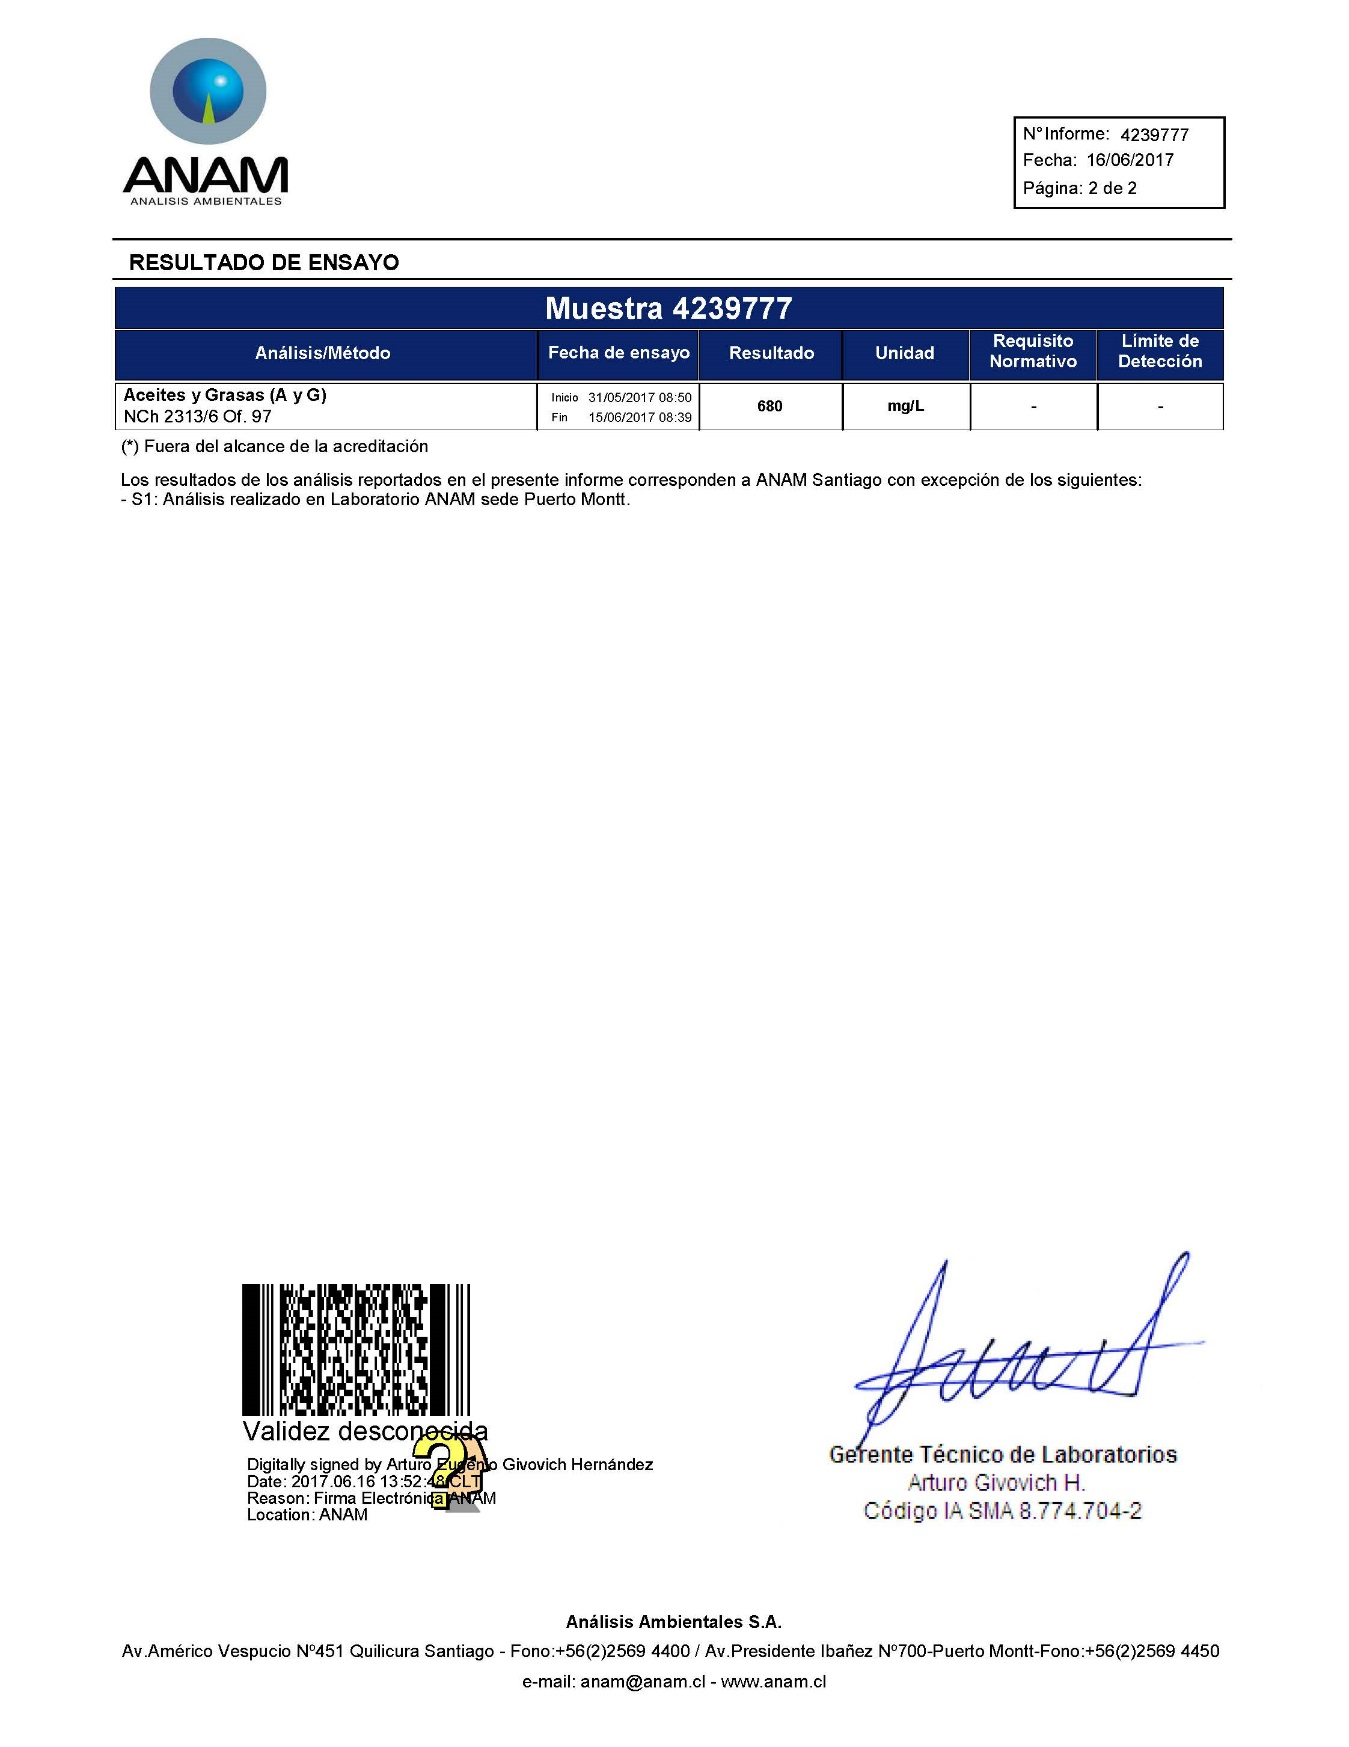 ANAM
ANALISIS AMBIENTALES
N°Informe: 4239777
Fecha: 16/06/2017
Página: 2 de 2
RESULTADO DE ENSAYO
Muestra 4239777
Análisis/Método Fecha de ensayo Resultado Unidad Requisito Normativo Límite de Detección
Aceites y Grasas (A y G) Inicio 31/05/2017 08:50 680 mg/L - -
NCh 2313/6 Of. 97 Fin 15/06/2017 08:39
(*) Fuera del alcance de la acreditación
Los resultados de los análisis reportados en el presente informe corresponden a ANAM Santiago con excepción de los siguientes:
- S1: Análisis realizado en Laboratorio ANAM sede Puerto Montt.
Validez desconocida
Digitally signed by Arturo Eugenio Givovich Hernández
Date: 2017.06.16 13:52:48 CLT
Reason: Firma Electrónica ANAM
Location: ANAM
Gerente Técnico de Laboratorios
Arturo Givovich H.
Código IA SMA 8.774.704-2
Análisis Ambientales S.A.
Av.Américo Vespucio Nº451 Quilicura Santiago - Fono:+56(2)2569 4400 / Av.Presidente Ibañez Nº700-Puerto Montt-Fono:+56(2)2569 4450
e-mail: anam@anam.cl - www.anam.cl